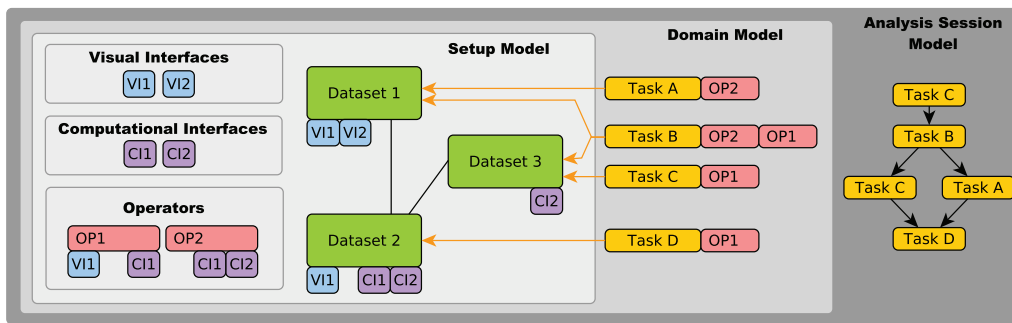 Visual Interfaces
VI1 VI2
Computational Interfaces
CI1 CI2
Operators
OP1 OP2
VI1 CI1 CI1 CI2
Setup Model
Dataset 1
VI1 VI2
Dataset 3
CI2
Dataset 2
VI1 CI1 CI2
Domain Model
Task A OP2
Task B OP2 OP1
Task C OP1
Task D OP1
Analysis Session
Model
Task C
Task B
Task C Task A
Task D